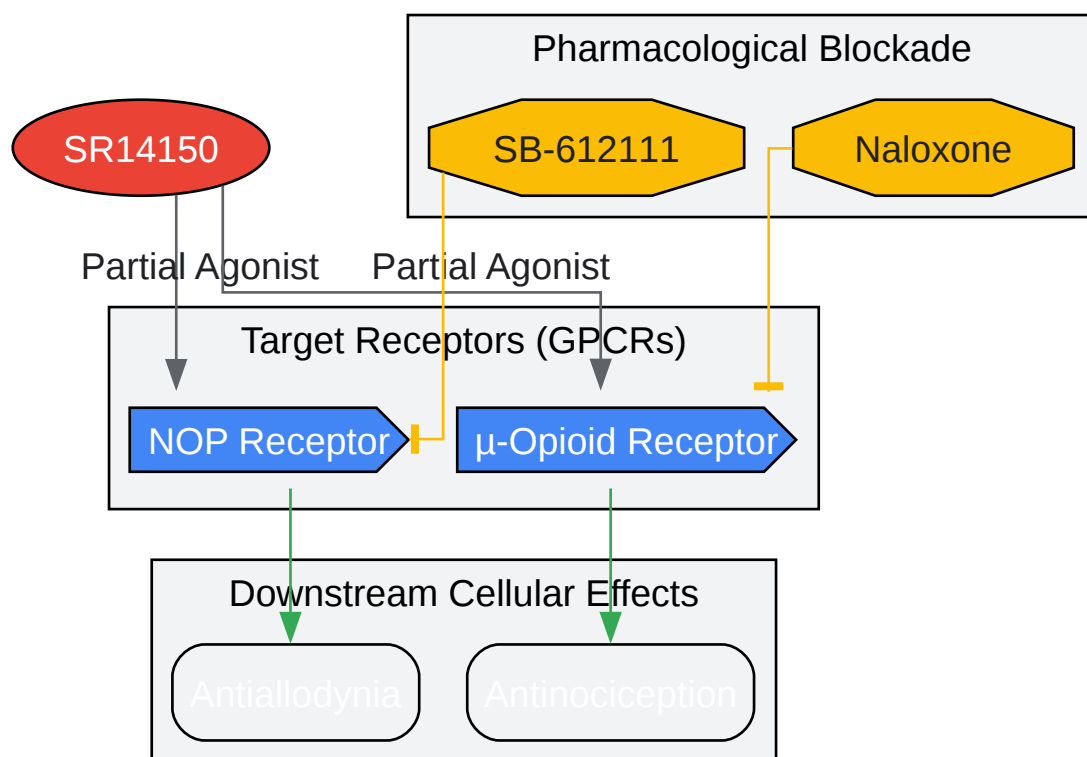 Pharmacological Blockade
SR14150
SB-612111
Naloxone
Partial Agonist
Partial Agonist
Target Receptors (GPCRs)
NOP Receptor
µ-Opioid Receptor
Downstream Cellular Effects
Antiallodynia
Antinociception